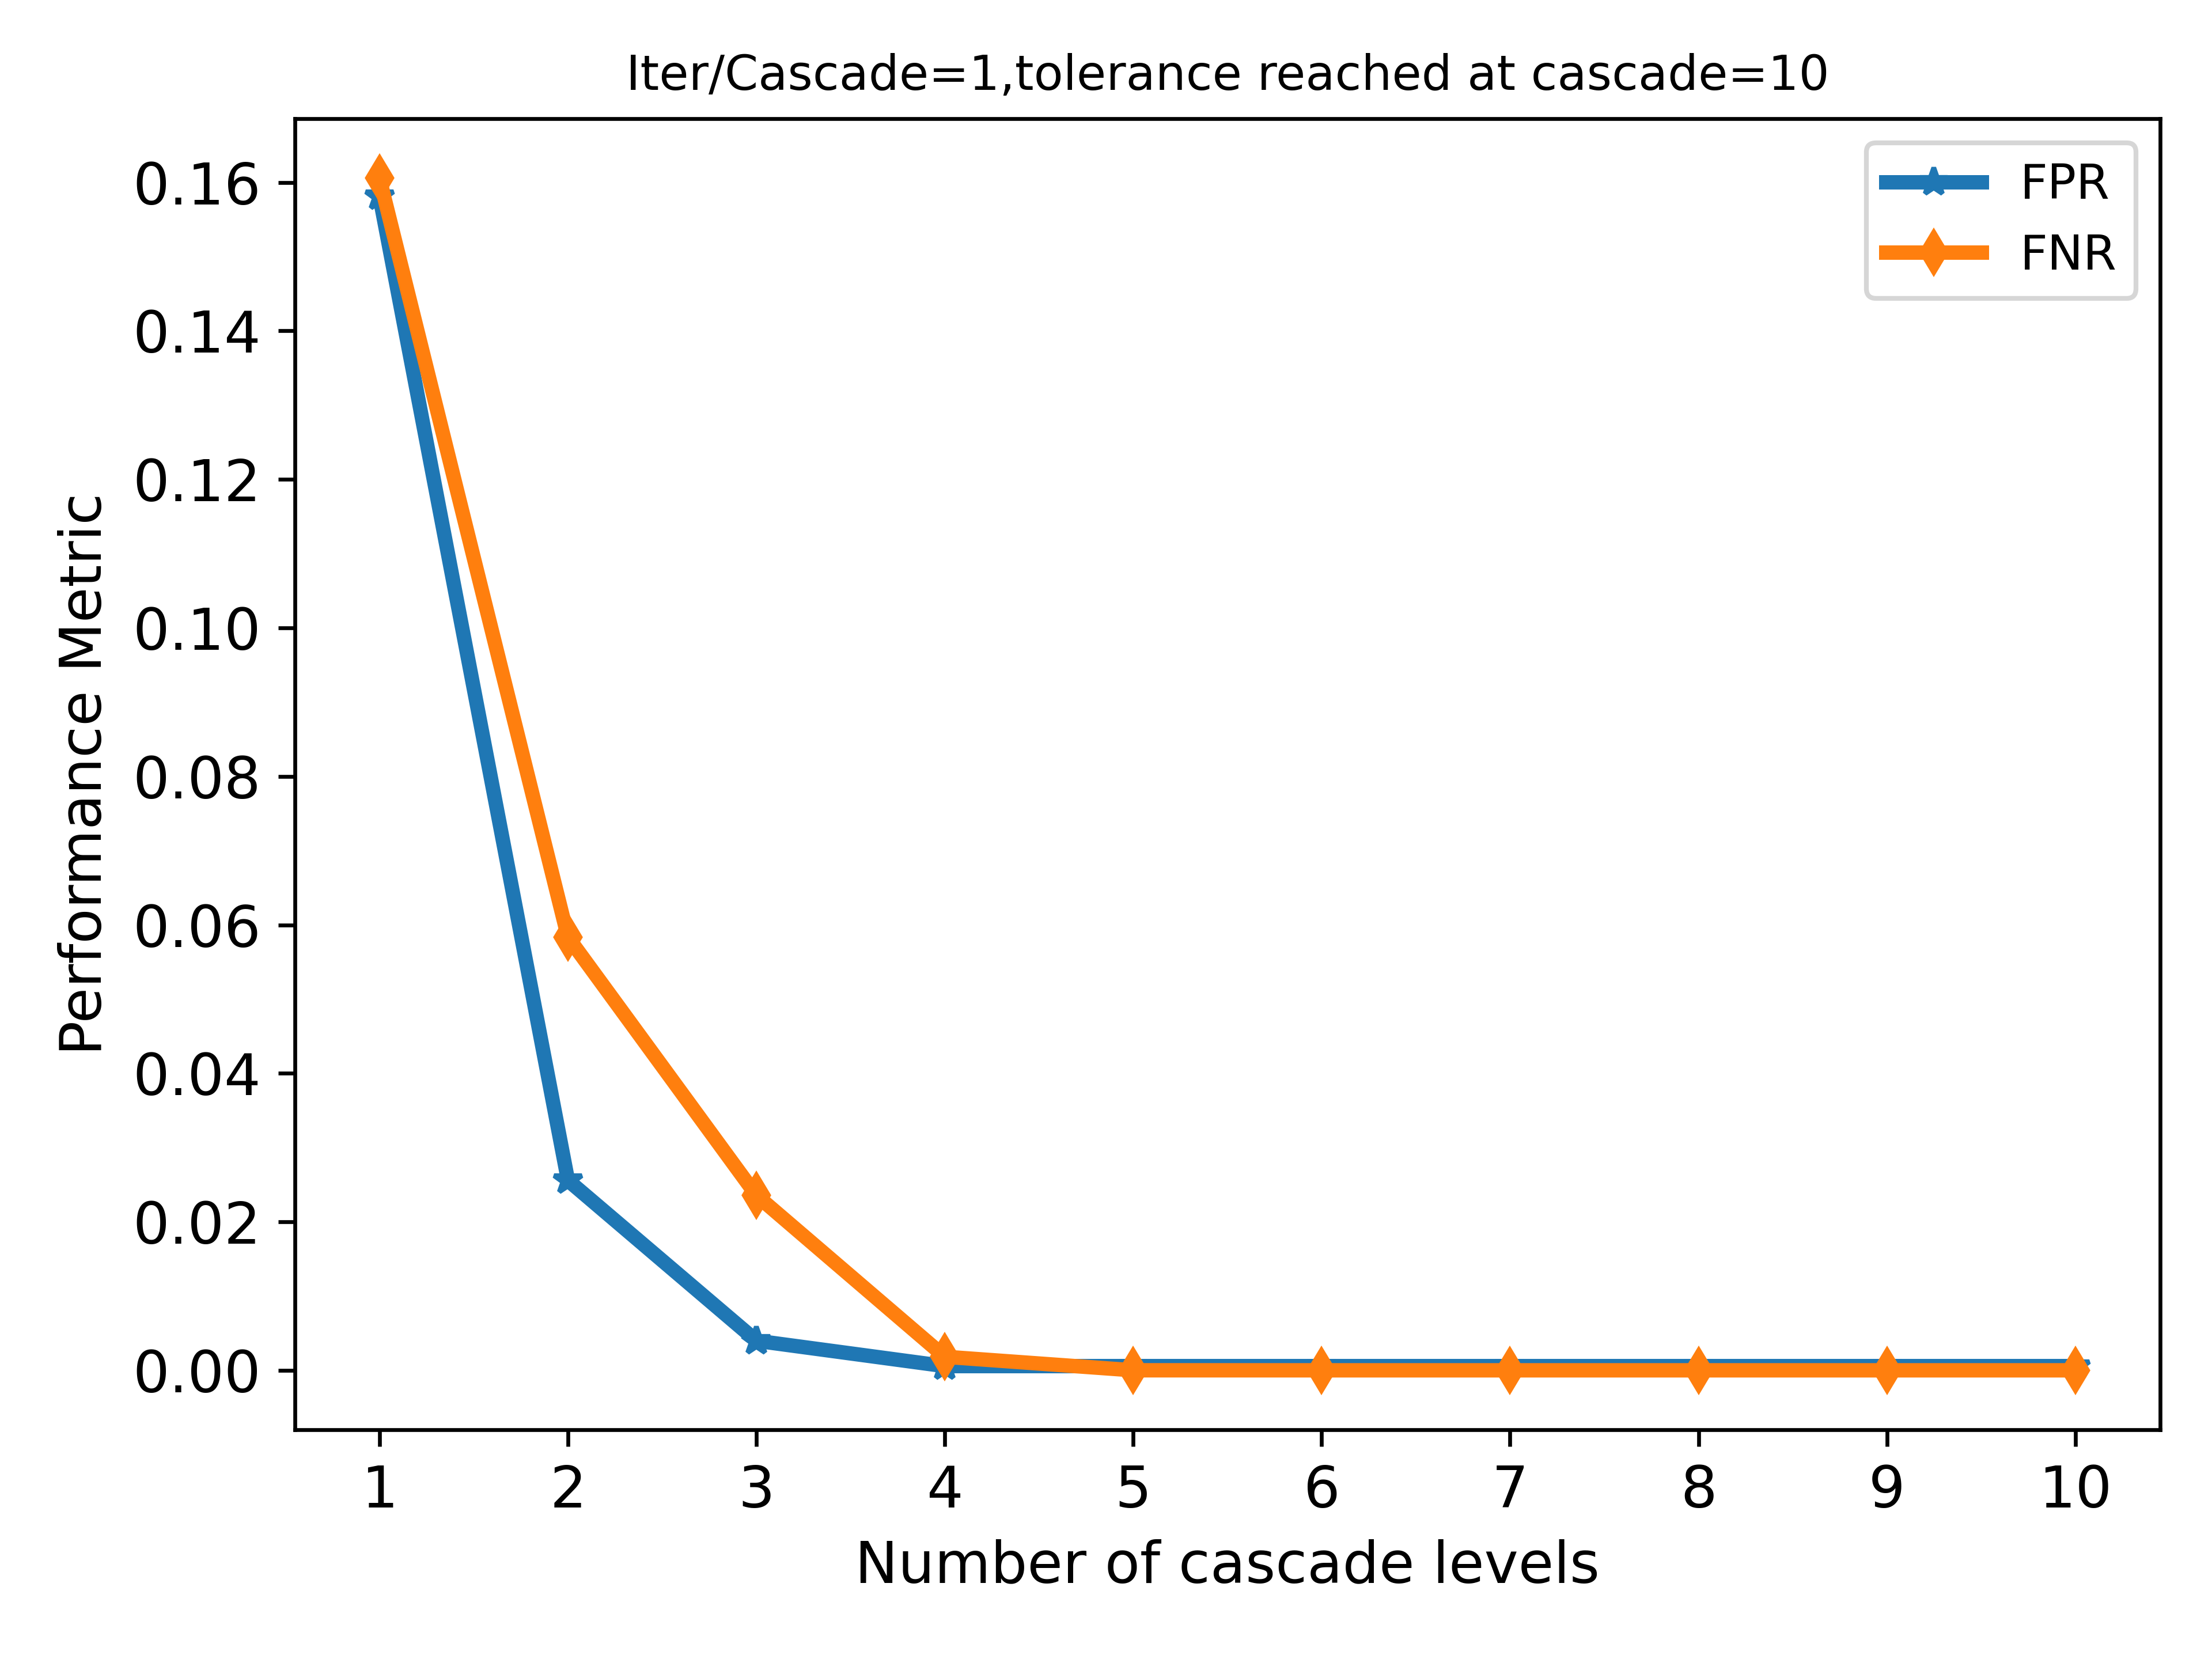 Iter/Cascade=1,tolerance reached at cascade=10
FPR
FNR
Performance Metric
0.16
0.14
0.12
0.10
0.08
0.06
0.04
0.02
0.00
1 2 3 4 5 6 7 8 9 10
Number of cascade levels